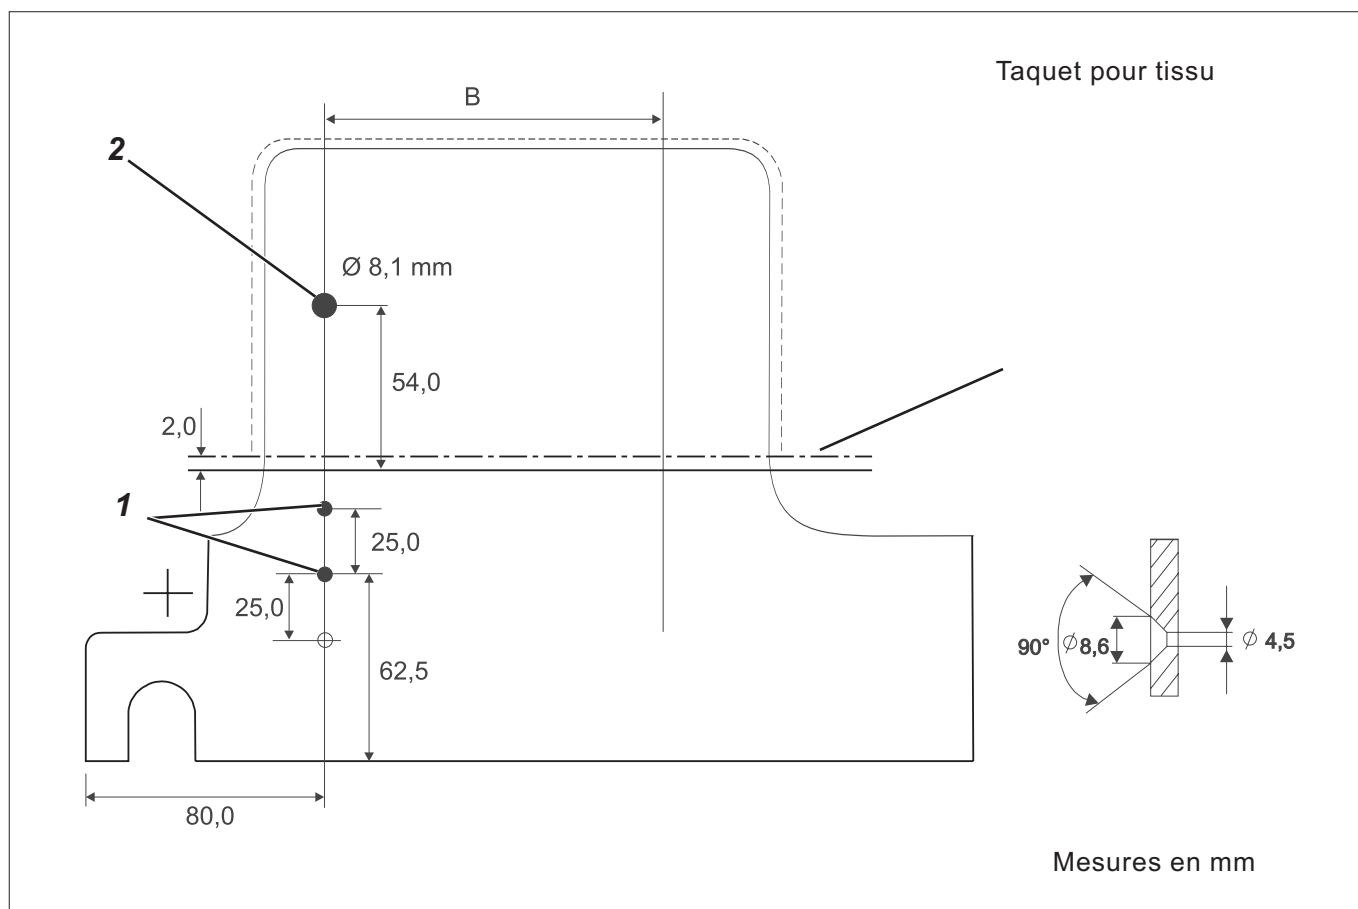 Taquet pour tissu
B
2
Ø 8,1 mm
54,0
2,0
1
25,0
25,0
62,5
90°
Ø 8,6
Ø 4,5
80,0
Mesures en mm